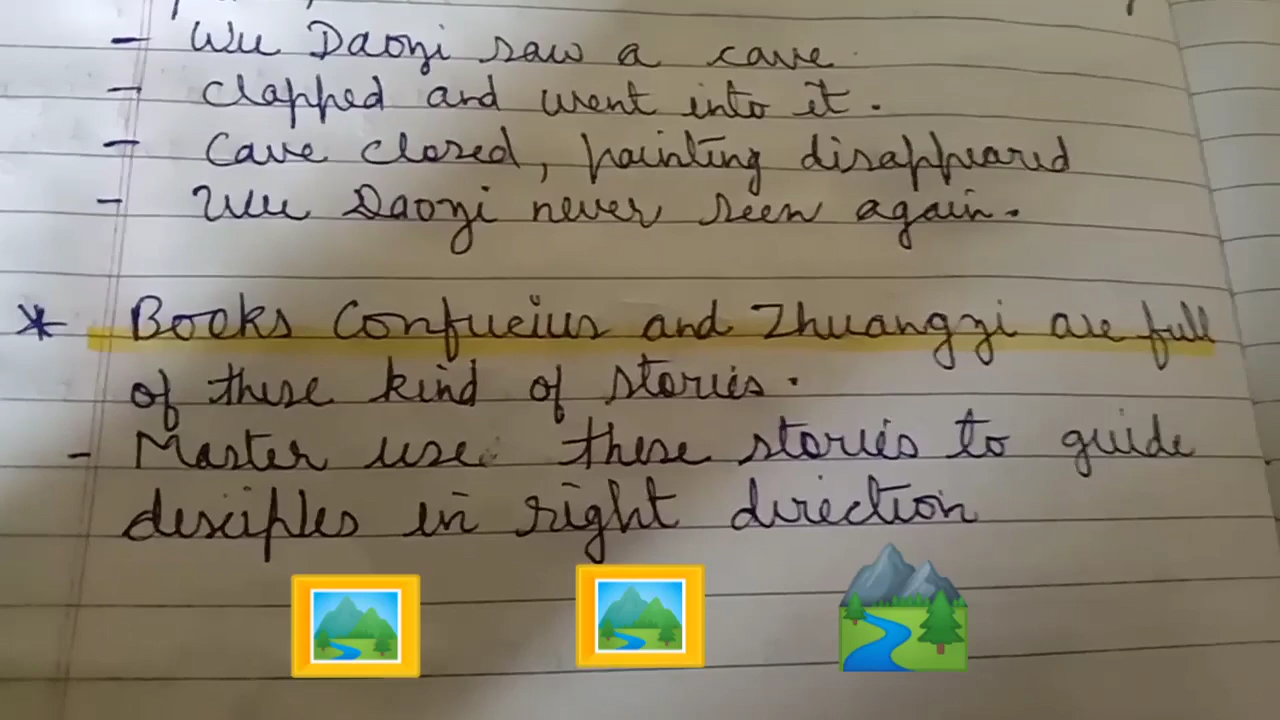 - Wu Daozi saw a cave
- clapped and went into it.
- Cave closed, painting disappeared
- Wu Daozi never seen again.
* Books Confucius and Zhuangzi are full
of these kind of stories.
- Master use these stories to guide
disciples in right direction